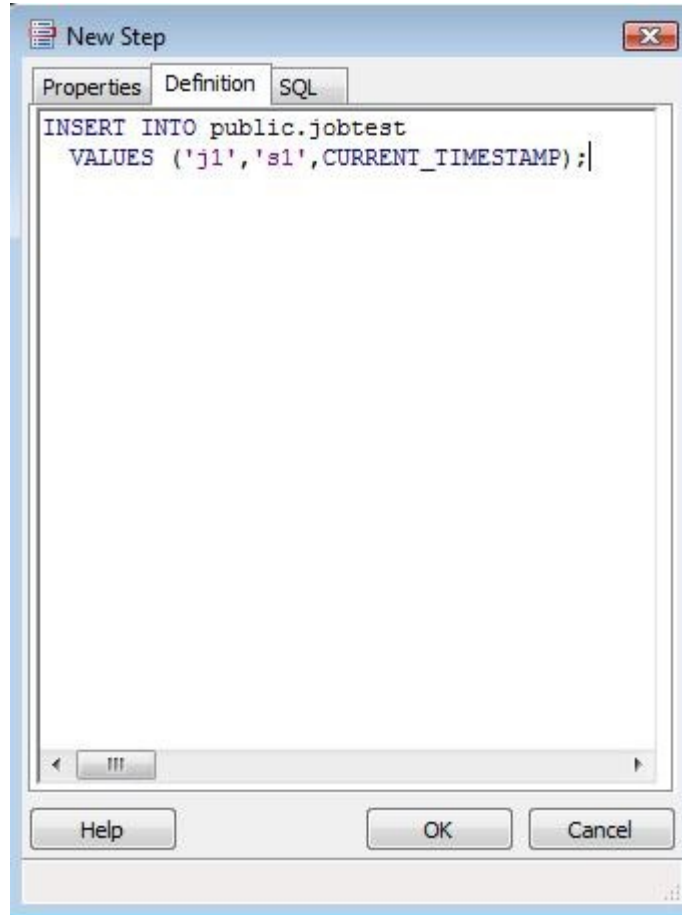 New Step
Properties Definition SQL
INSERT INTO public.jobtest
VALUES ('j1','s1',CURRENT_TIMESTAMP);
Help OK Cancel